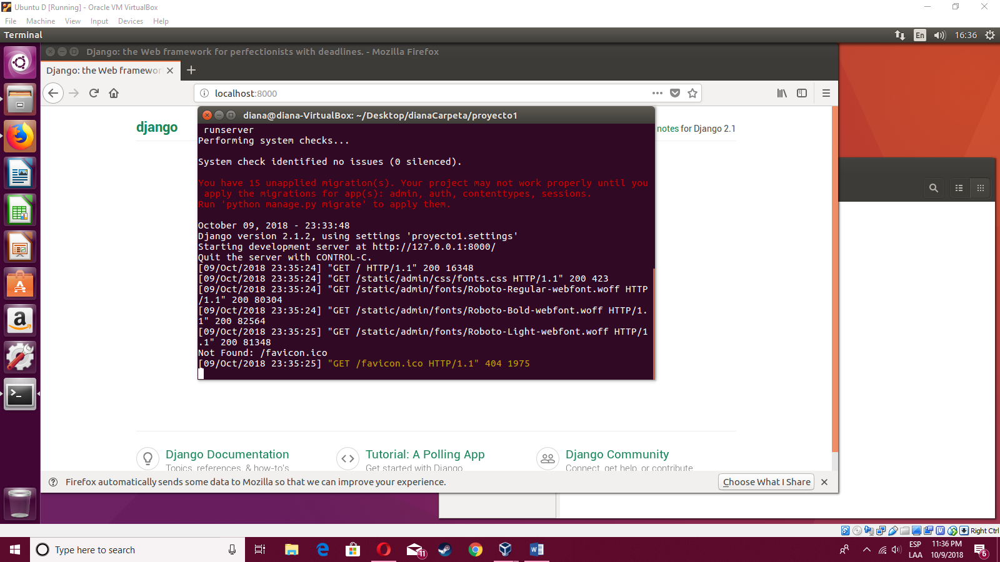 Ubuntu D [Running] - Oracle VM VirtualBox
File Machine View Input Devices Help
Terminal
En
16:36
Django: the Web framework for perfectionists with deadlines. - Mozilla Firefox
Django: the Web framewor
localhost:8000
diana@diana-VirtualBox: ~/Desktop/dianaCarpeta/proyecto1
django
notes for Django 2.1
runserver
Performing system checks...
System check identified no issues (0 silenced).
You have 15 unapplied migration(s). Your project may not work properly until you
apply the migrations for app(s): admin, auth, contenttypes, sessions.
Run 'python manage.py migrate' to apply them.
October 09, 2018 - 23:33:48
Django version 2.1.2, using settings 'proyecto1.settings'
Starting development server at http://127.0.0.1:8000/
Quit the server with CONTROL-C.
[09/Oct/2018 23:35:24] "GET / HTTP/1.1" 200 16348
[09/Oct/2018 23:35:24] "GET /static/admin/css/fonts.css HTTP/1.1" 200 423
[09/Oct/2018 23:35:24] "GET /static/admin/fonts/Roboto-Regular-webfont.woff HTTP
/1.1" 200 80304
[09/Oct/2018 23:35:24] "GET /static/admin/fonts/Roboto-Bold-webfont.woff HTTP/1.
1" 200 82564
[09/Oct/2018 23:35:25] "GET /static/admin/fonts/Roboto-Light-webfont.woff HTTP/1
.1" 200 81348
Not Found: /favicon.ico
[09/Oct/2018 23:35:25] "GET /favicon.ico HTTP/1.1" 404 1975
Django Documentation
Topics, references, & how-to's
Tutorial: A Polling App
Get started with Django
Django Community
Connect, get help, or contribute
Firefox automatically sends some data to Mozilla so that we can improve your experience.
Choose What I Share
Right Ctrl
Type here to search
11
ESP
LAA
11:36 PM
10/9/2018
6